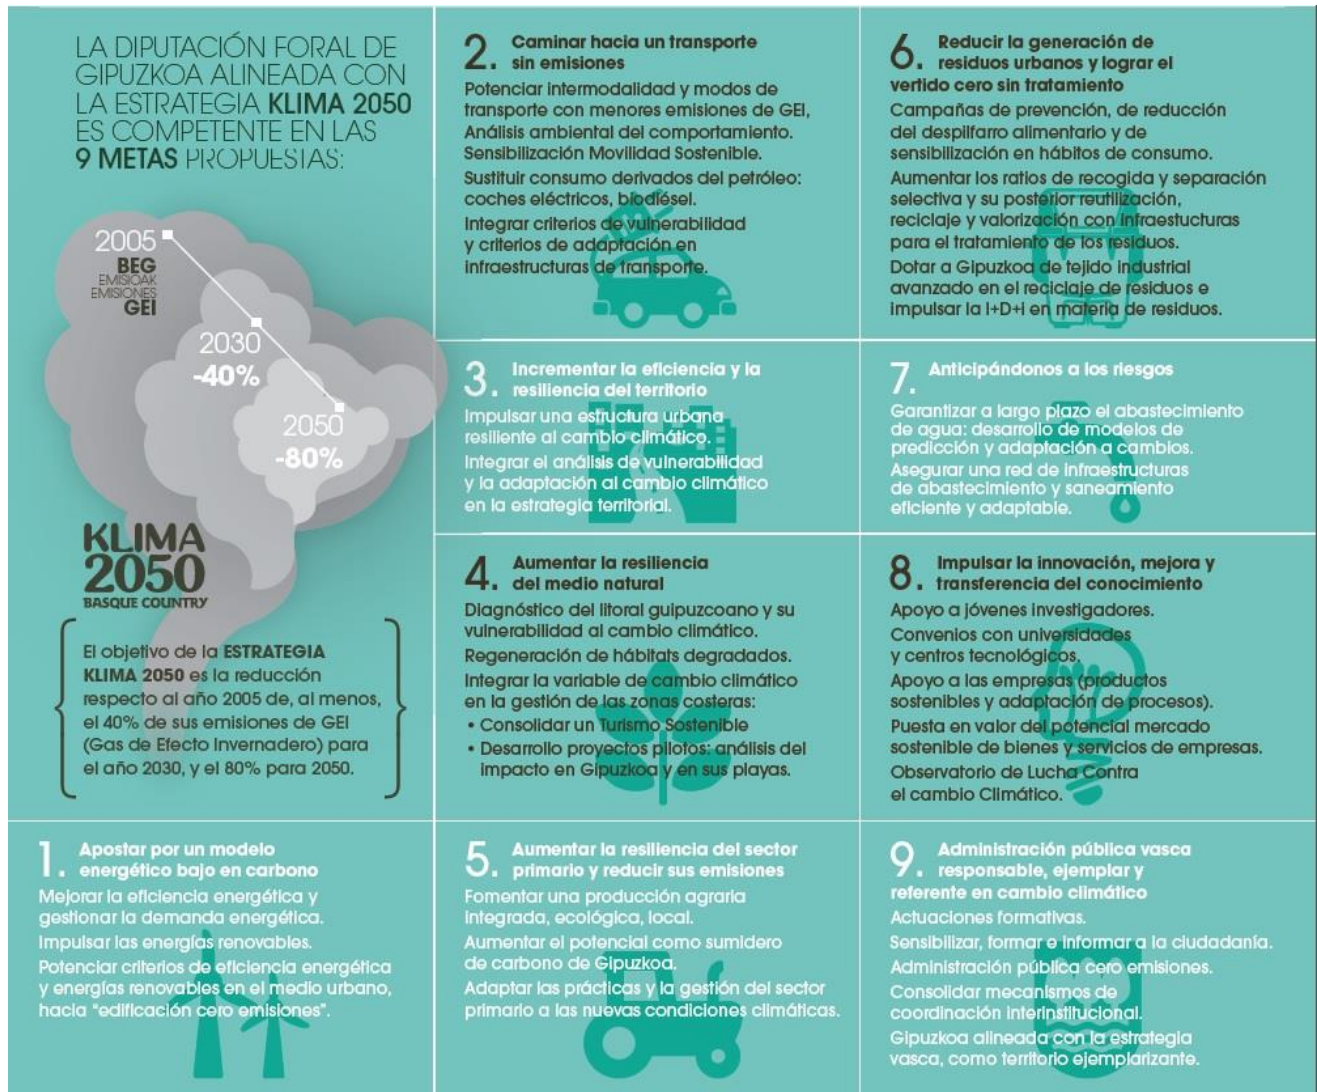 LA DIPUTACIÓN FORAL DE
GIPUZKOA ALINEADA CON
LA ESTRATEGIA KLIMA 2050
ES COMPETENTE EN LAS
9 METAS PROPUESTAS:
2005
BEG
EMISIOAK
EMISIONES
GEI
2030
-40%
2050
-80%
KLIMA
2050
BASQUE COUNTRY
El objetivo de la ESTRATEGIA
KLIMA 2050 es la reducción
respecto al año 2005 de, al menos,
el 40% de sus emisiones de GEI
(Gas de Efecto Invernadero) para
el año 2030, y el 80% para 2050.
1. Apostar por un modelo
energético bajo en carbono
Mejorar la eficiencia energética y
gestionar la demanda energética.
Impulsar las energías renovables.
Potenciar criterios de eficiencia energética
y energías renovables en el medio urbano,
hacia "edificación cero emisiones".
2. Caminar hacia un transporte
sin emisiones
Potenciar intermodalidad y modos de
transporte con menores emisiones de GEI,
Análisis ambiental del comportamiento.
Sensibilización Movilidad Sostenible.
Sustituir consumo derivados del petróleo:
coches eléctricos, biodiésel.
Integrar criterios de vulnerabilidad
y criterios de adaptación en
infraestructuras de transporte.
3. Incrementar la eficiencia y la
resiliencia del territorio
Impulsar una estructura urbana
resiliente al cambio climático.
Integrar el análisis de vulnerabilidad
y la adaptación al cambio climático
en la estrategia territorial.
4. Aumentar la resiliencia
del medio natural
Diagnóstico del litoral guipuzcoano y su
vulnerabilidad al cambio climático.
Regeneración de hábitats degradados.
Integrar la variable de cambio climático
en la gestión de las zonas costeras:
• Consolidar un Turismo Sostenible
• Desarrollo proyectos pilotos: análisis del
impacto en Gipuzkoa y en sus playas.
5. Aumentar la resiliencia del sector
primario y reducir sus emisiones
Fomentar una producción agraria
integrada, ecológica, local.
Aumentar el potencial como sumidero
de carbono de Gipuzkoa.
Adaptar las prácticas y la gestión del sector
primario a las nuevas condiciones climáticas.
6. Reducir la generación de
residuos urbanos y lograr el
vertido cero sin tratamiento
Campañas de prevención, de reducción
del despilfarro alimentario y de
sensibilización en hábitos de consumo.
Aumentar los ratios de recogida y separación
selectiva y su posterior reutilización,
reciclaje y valorización con infraestucturas
para el tratamiento de los residuos.
Dotar a Gipuzkoa de tejido industrial
avanzado en el reciclaje de residuos e
impulsar la I+D+i en materia de residuos.
7. Anticipándonos a los riesgos
Garantizar a largo plazo el abastecimiento
de agua: desarrollo de modelos de
predicción y adaptación a cambios.
Asegurar una red de infraestructuras
de abastecimiento y saneamiento
eficiente y adaptable.
8. Impulsar la innovación, mejora y
transferencia del conocimiento
Apoyo a jóvenes investigadores.
Convenios con universidades
y centros tecnológicos.
Apoyo a las empresas (productos
sostenibles y adaptación de procesos).
Puesta en valor del potencial mercado
sostenible de bienes y servicios de empresas.
Observatorio de Lucha Contra
el cambio Climático.
9. Administración pública vasca
responsable, ejemplar y
referente en cambio climático
Actuaciones formativas.
Sensibilizar, formar e informar a la ciudadanía.
Administración pública cero emisiones.
Consolidar mecanismos de
coordinación interinstitucional.
Gipuzkoa alineada con la estrategia
vasca, como territorio ejemplarizante.